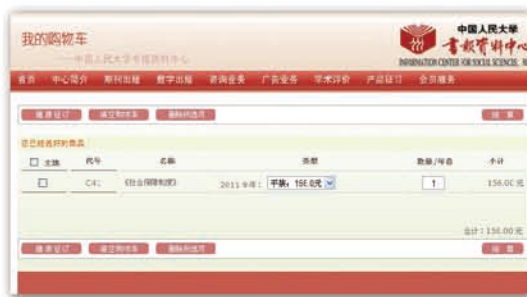 我的购物车
——中国人民大学书报资料中心
中国人民大学
书报资料中心
INFORMATION CENTER FOR SOCIAL SCIENCES, R
首页 中心简介 期刊出版 数字出版 咨询业务 广告业务 学术评价 产品征订 会员服务
继续征订 清空购物车 删除所选项 结算
您已经选好的商品
全选 代号 名称 类型 数量/年份 小计
C41 《社会保障制度》 2011全年: 平装,156.0元 1 156.00元
合计:156.00元
继续征订 清空购物车 删除所选项 结算